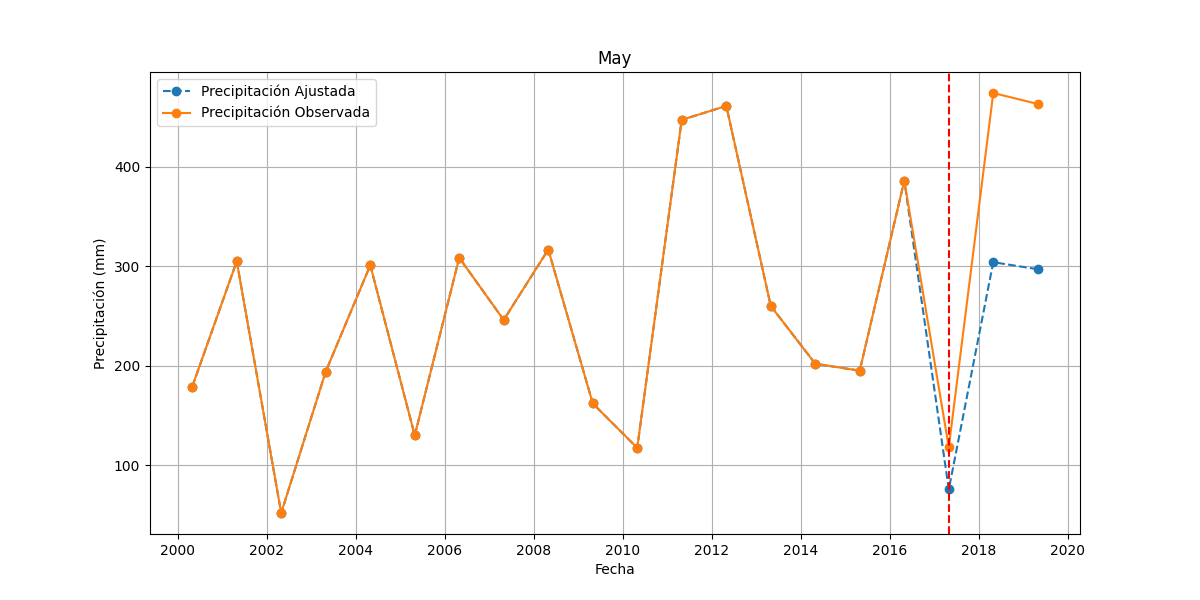 May
Precipitación Ajustada
Precipitación Observada
Precipitación (mm)
400
300
200
100
2000 2002 2004 2006 2008 2010 2012 2014 2016 2018 2020
Fecha